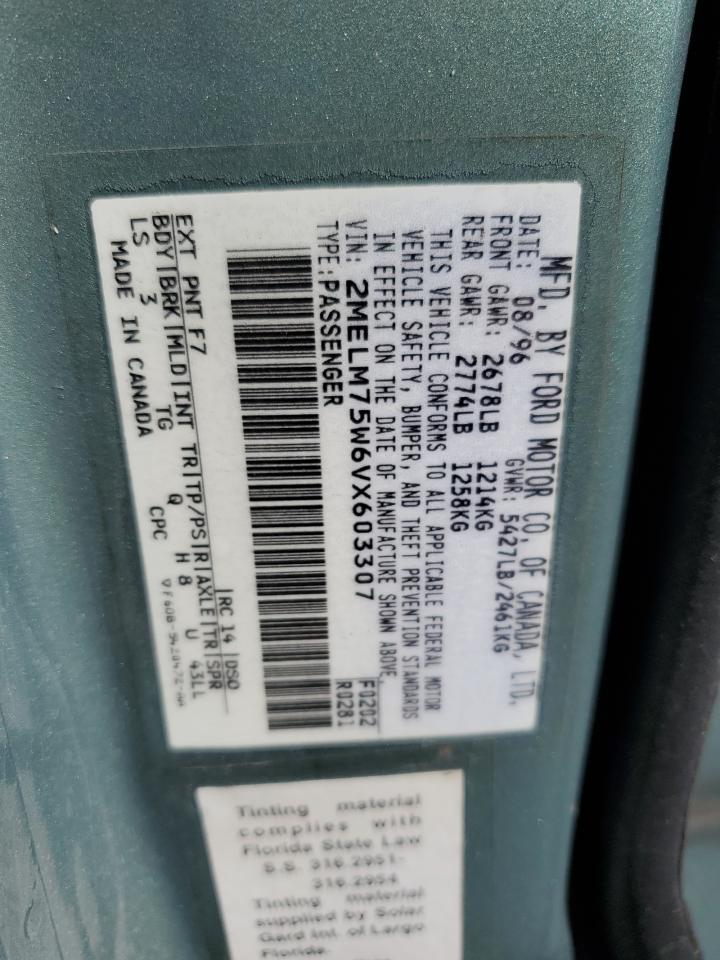 MFD. BY FORD MOTOR CO. OF CANADA, LTD.
DATE: 08/96 GVWR: 5427LB/2461KG
FRONT GAWR: 2678LB 1214KG
REAR GAWR: 2774LB 1258KG
THIS VEHICLE CONFORMS TO ALL APPLICABLE FEDERAL MOTOR
VEHICLE SAFETY, BUMPER, AND THEFT PREVENTION STANDARDS
IN EFFECT ON THE DATE OF MANUFACTURE SHOWN ABOVE.
VIN: 2MELM75W6VX603307 F0202
TYPE: PASSENGER R0281
EXT PNT F7 RC 14 DSO
BDY BRK MLD INT TR TP/PS R AXLE TR SPR
LS 3 TG Q H 8 U 43LL
MADE IN CANADA CPC
Tinting material
complies with
Florida State Law
S.S. 316.2951-
316.2954
Tinting material
supplied by Solar
Gard Int. of Largo
Florida.